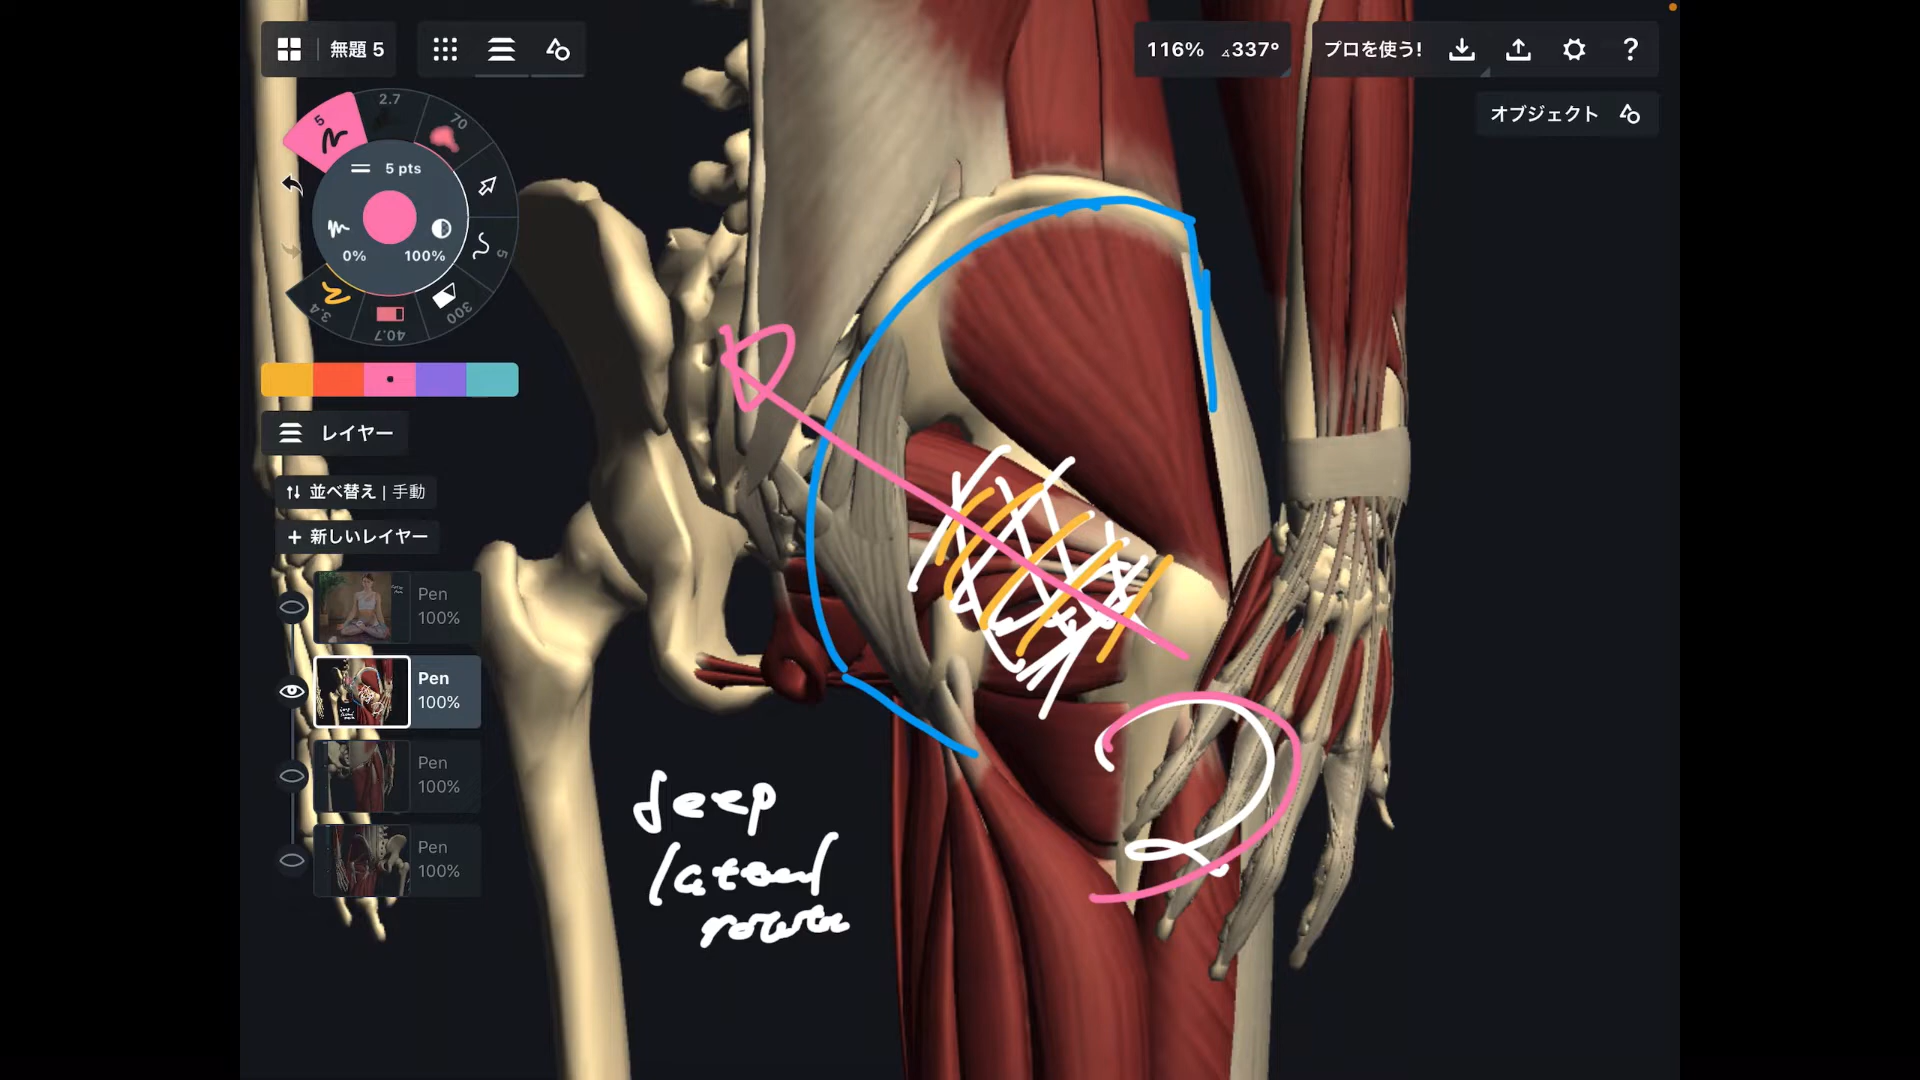 無題 5
116% ⊿337°
プロを使う!
?
オブジェクト
2.7
5
70
5 pts
5
0%
100%
3.4
40.7
300
レイヤー
並べ替え | 手動
+ 新しいレイヤー
Pen
100%
Pen
100%
Pen
100%
Pen
100%
deep
lateral